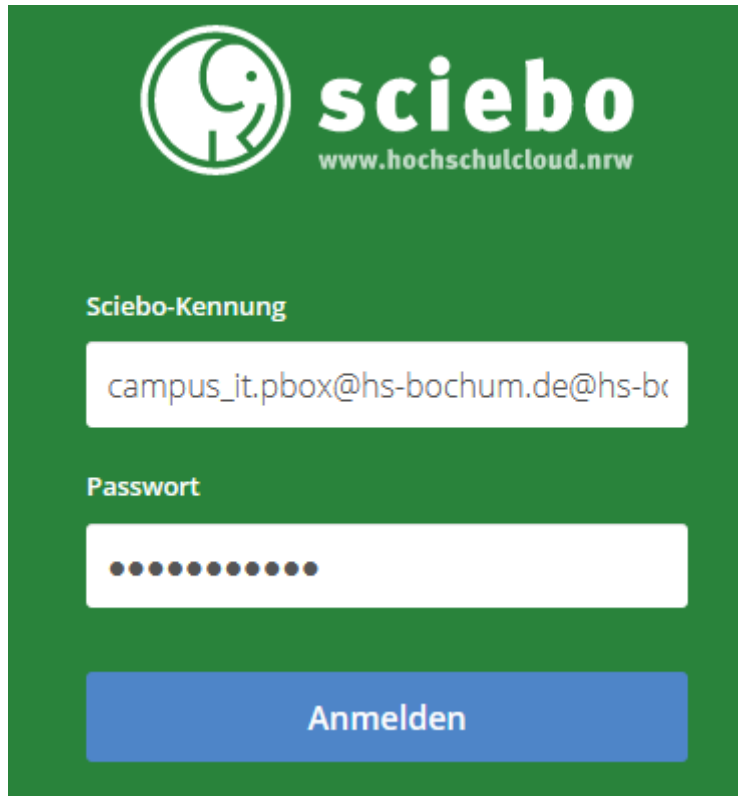 sciebo
www.hochschulcloud.nrw
Sciebo-Kennung
campus_it.pbox@hs-bochum.de@hs-bo
Passwort
●●●●●●●●●●●
Anmelden